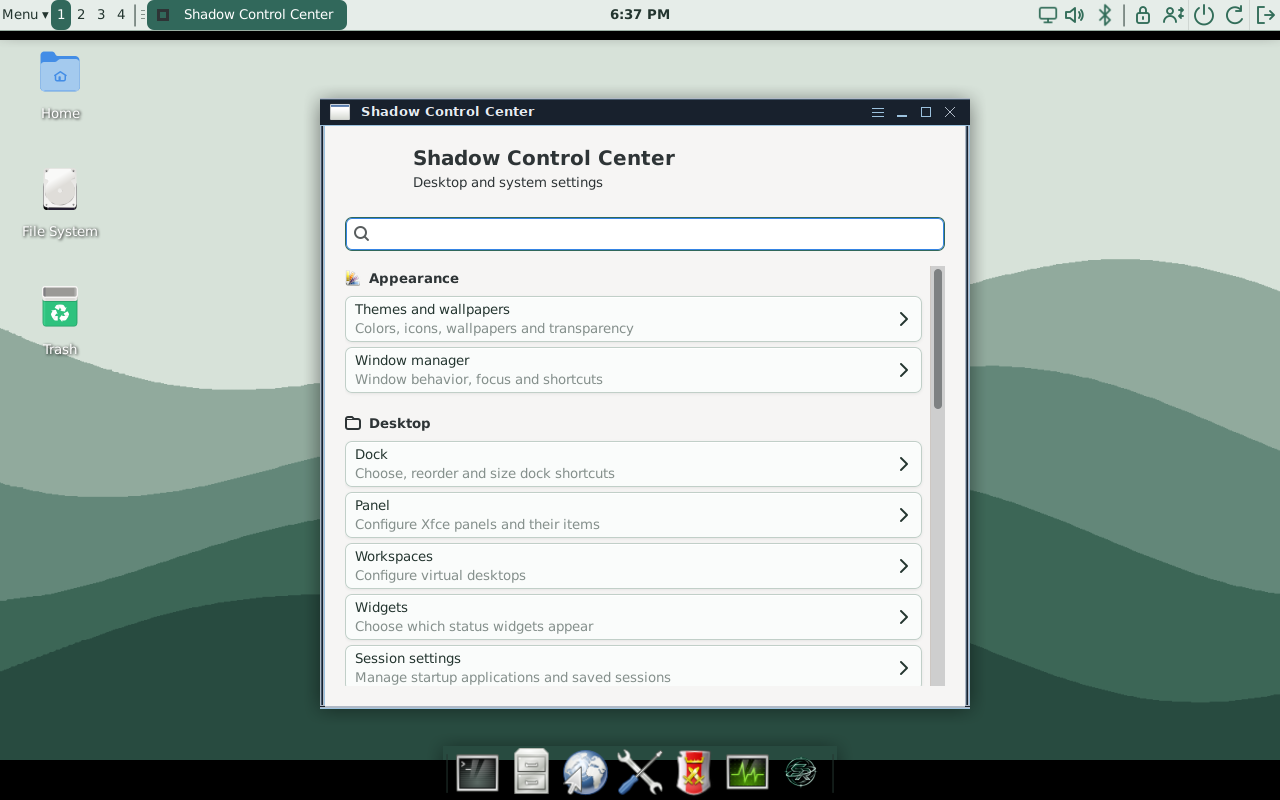 Menu ▾ 1 2 3 4 Shadow Control Center 6:37 PM
Home
File System
Trash
Shadow Control Center
Shadow Control Center
Desktop and system settings
Appearance
Themes and wallpapers
Colors, icons, wallpapers and transparency
Window manager
Window behavior, focus and shortcuts
Desktop
Dock
Choose, reorder and size dock shortcuts
Panel
Configure Xfce panels and their items
Workspaces
Configure virtual desktops
Widgets
Choose which status widgets appear
Session settings
Manage startup applications and saved sessions